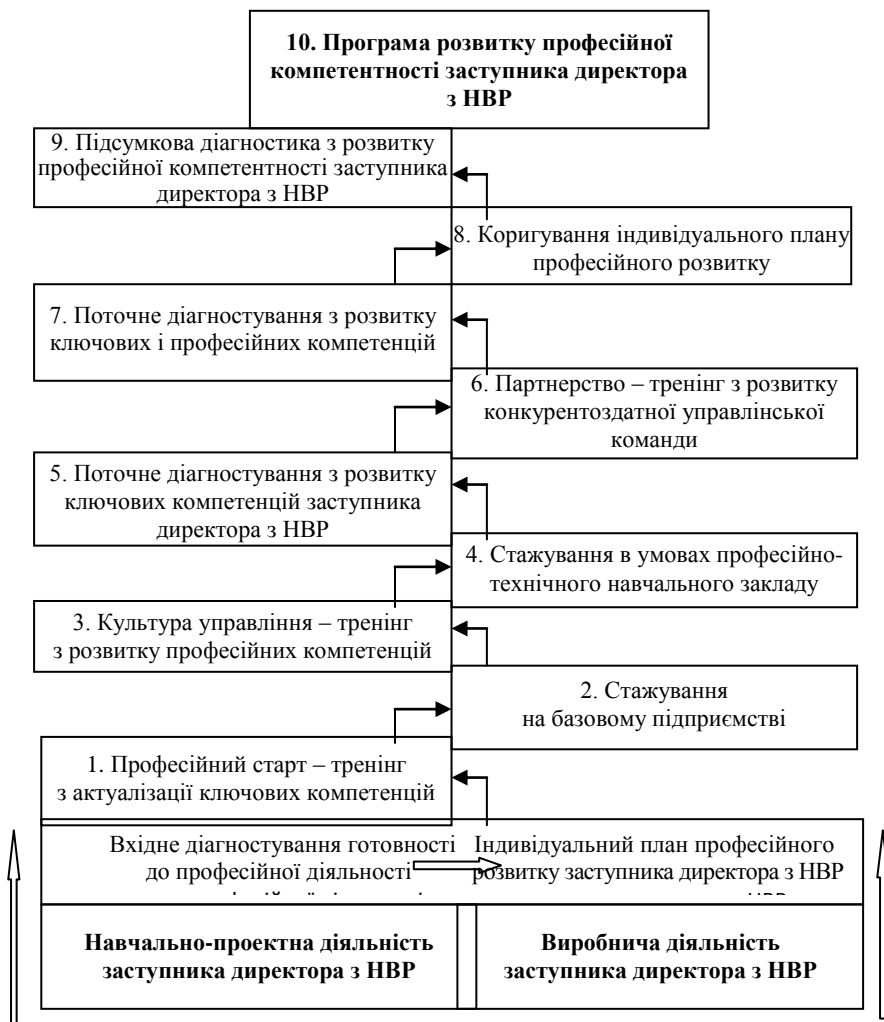 10. Програма розвитку професійної
компетентності заступника директора
з НВР
9. Підсумкова діагностика з розвитку
професійної компетентності заступника
директора з НВР
8. Коригування індивідуального плану
професійного розвитку
7. Поточне діагностування з розвитку
ключових і професійних компетенцій
6. Партнерство – тренінг з розвитку
конкурентоздатної управлінської
команди
5. Поточне діагностування з розвитку
ключових компетенцій заступника
директора з НВР
4. Стажування в умовах професійно-
технічного навчального закладу
3. Культура управління – тренінг
з розвитку професійних компетенцій
2. Стажування
на базовому підприємстві
1. Професійний старт – тренінг
з актуалізації ключових компетенцій
Вхідне діагностування готовності
до професійної діяльності
Індивідуальний план професійного
розвитку заступника директора з НВР
Навчально-проектна діяльність
заступника директора з НВР
Виробнича діяльність
заступника директора з НВР